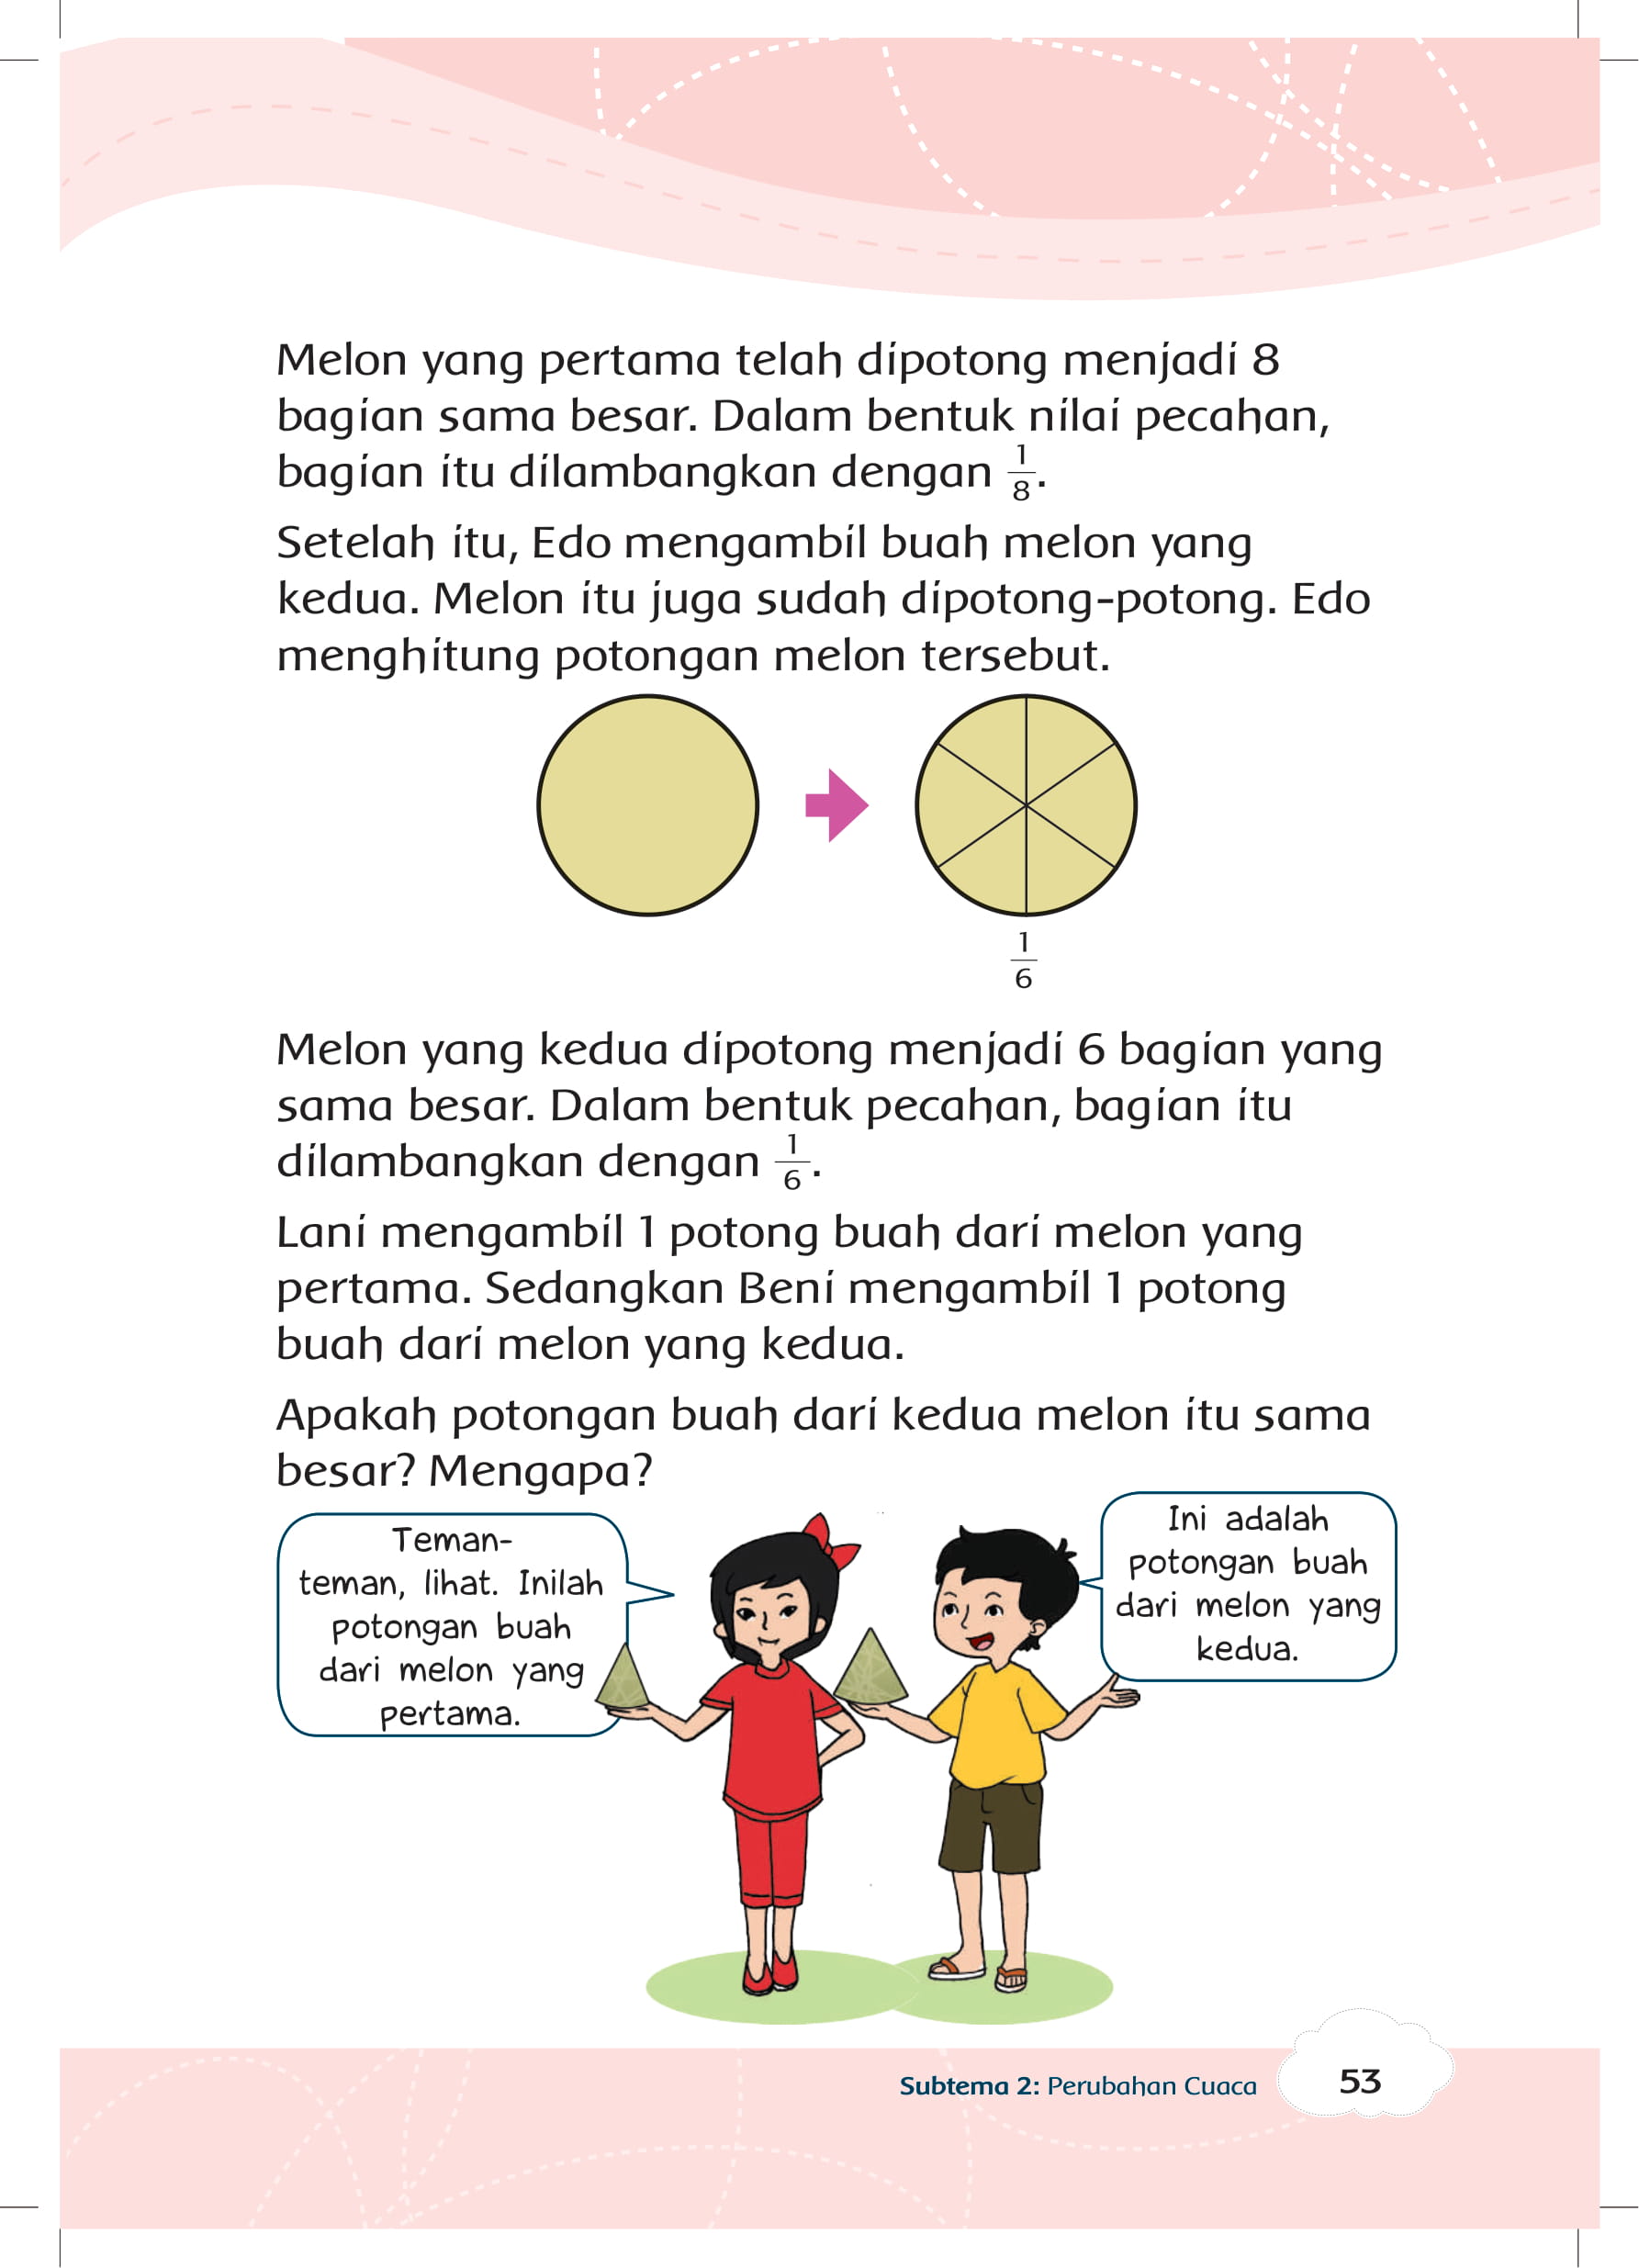 Melon yang pertama telah dipotong menjadi 8
bagian sama besar. Dalam bentuk nilai pecahan,
bagian itu dilambangkan dengan 1/8.
Setelah itu, Edo mengambil buah melon yang
kedua. Melon itu juga sudah dipotong-potong. Edo
menghitung potongan melon tersebut.
1/6
Melon yang kedua dipotong menjadi 6 bagian yang
sama besar. Dalam bentuk pecahan, bagian itu
dilambangkan dengan 1/6.
Lani mengambil 1 potong buah dari melon yang
pertama. Sedangkan Beni mengambil 1 potong
buah dari melon yang kedua.
Apakah potongan buah dari kedua melon itu sama
besar? Mengapa?
Teman-
teman, lihat. Inilah
potongan buah
dari melon yang
pertama.
Ini adalah
potongan buah
dari melon yang
kedua.
Subtema 2: Perubahan Cuaca
53